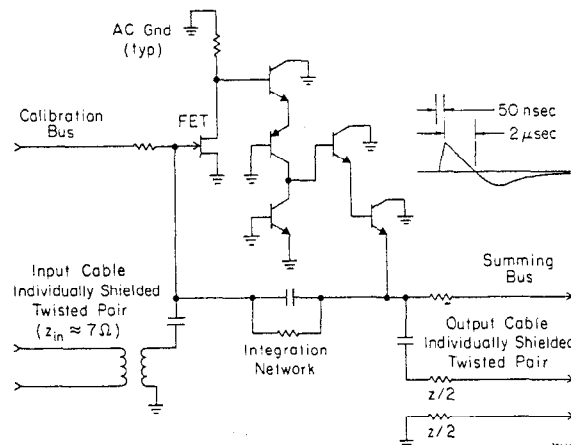 AC Gnd
(typ)
Calibration
Bus
FET
50 nsec
2 μsec
Input Cable
Individually Shielded
Twisted Pair
(z_in ≈ 7Ω)
Integration
Network
Summing
Bus
Output Cable
Individually Shielded
Twisted Pair
z/2
z/2